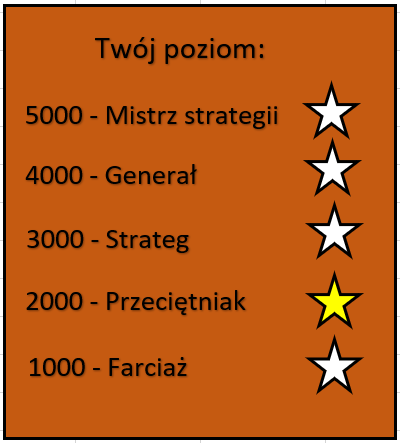 Twój poziom:
5000 - Mistrz strategii
4000 - Generał
3000 - Strateg
2000 - Przeciętniak
1000 - Farciaż